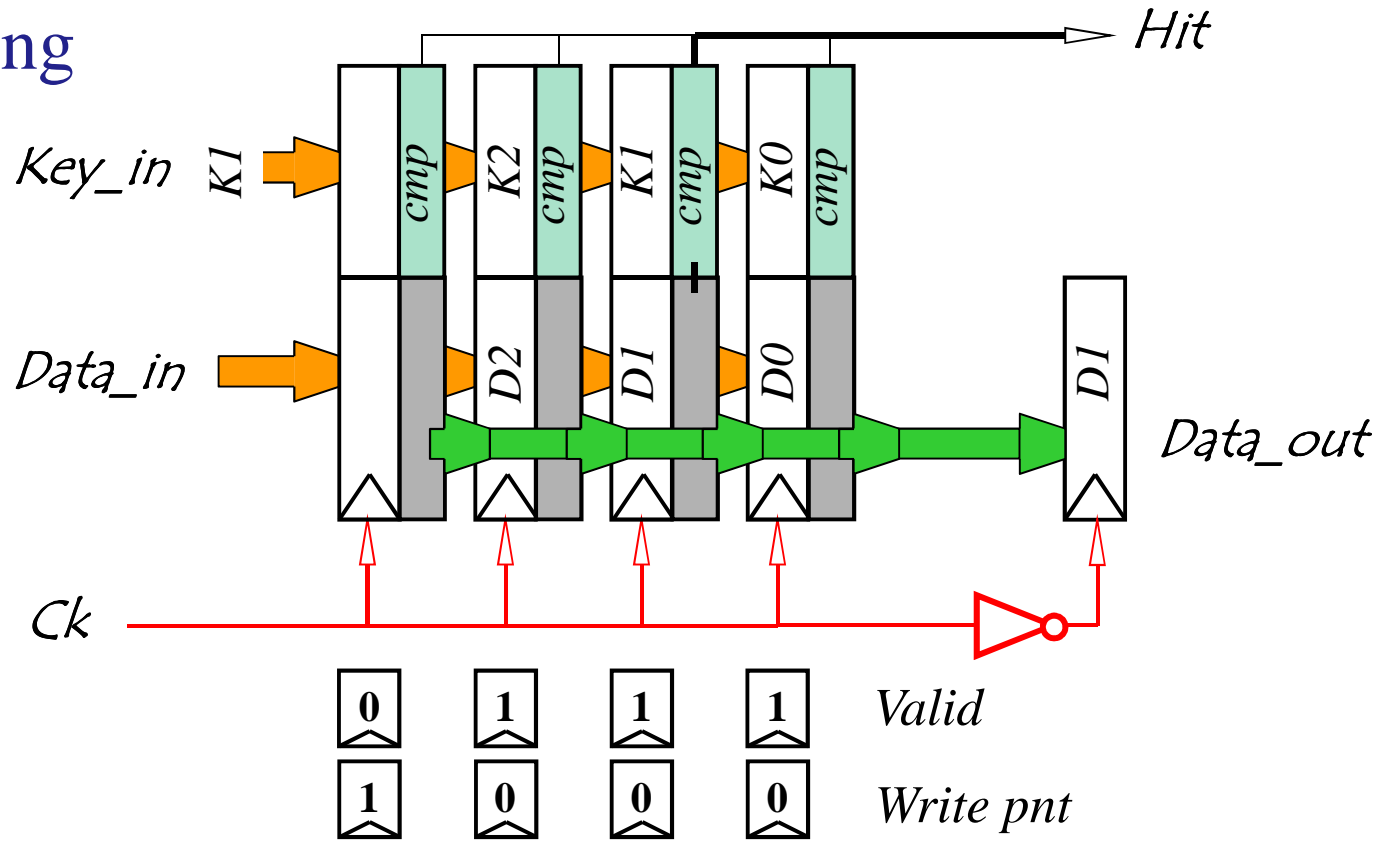 ng
Hit
Key_in K1 cmp K2 cmp K1 cmp K0 cmp
Data_in D2 D1 D0 D1
Data_out
Ck
0 1 1 1 Valid
1 0 0 0 Write pnt